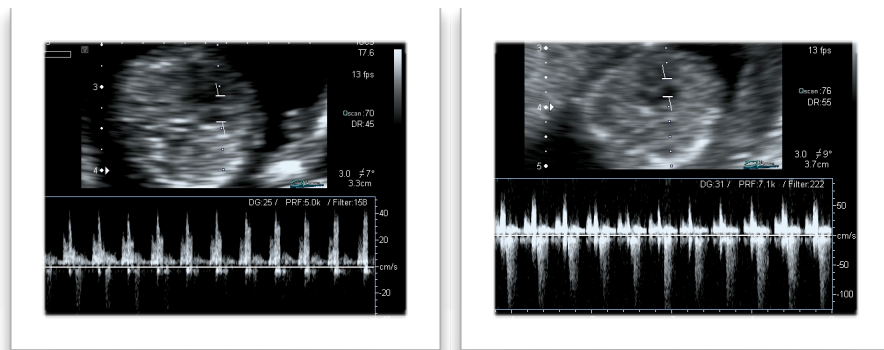 T7.6
13 fps
Qscan :70
DR:45
3
4
3.0 ≠7°
3.3cm
DG:25 / PRF:5.0k / Filter:158
40
20
cm/s
-20
3
13 fps
Qscan :76
DR:55
4
5
3.0 ≠9°
3.7cm
DG:31 / PRF:7.1k / Filter:222
50
cm/s
-50
-100